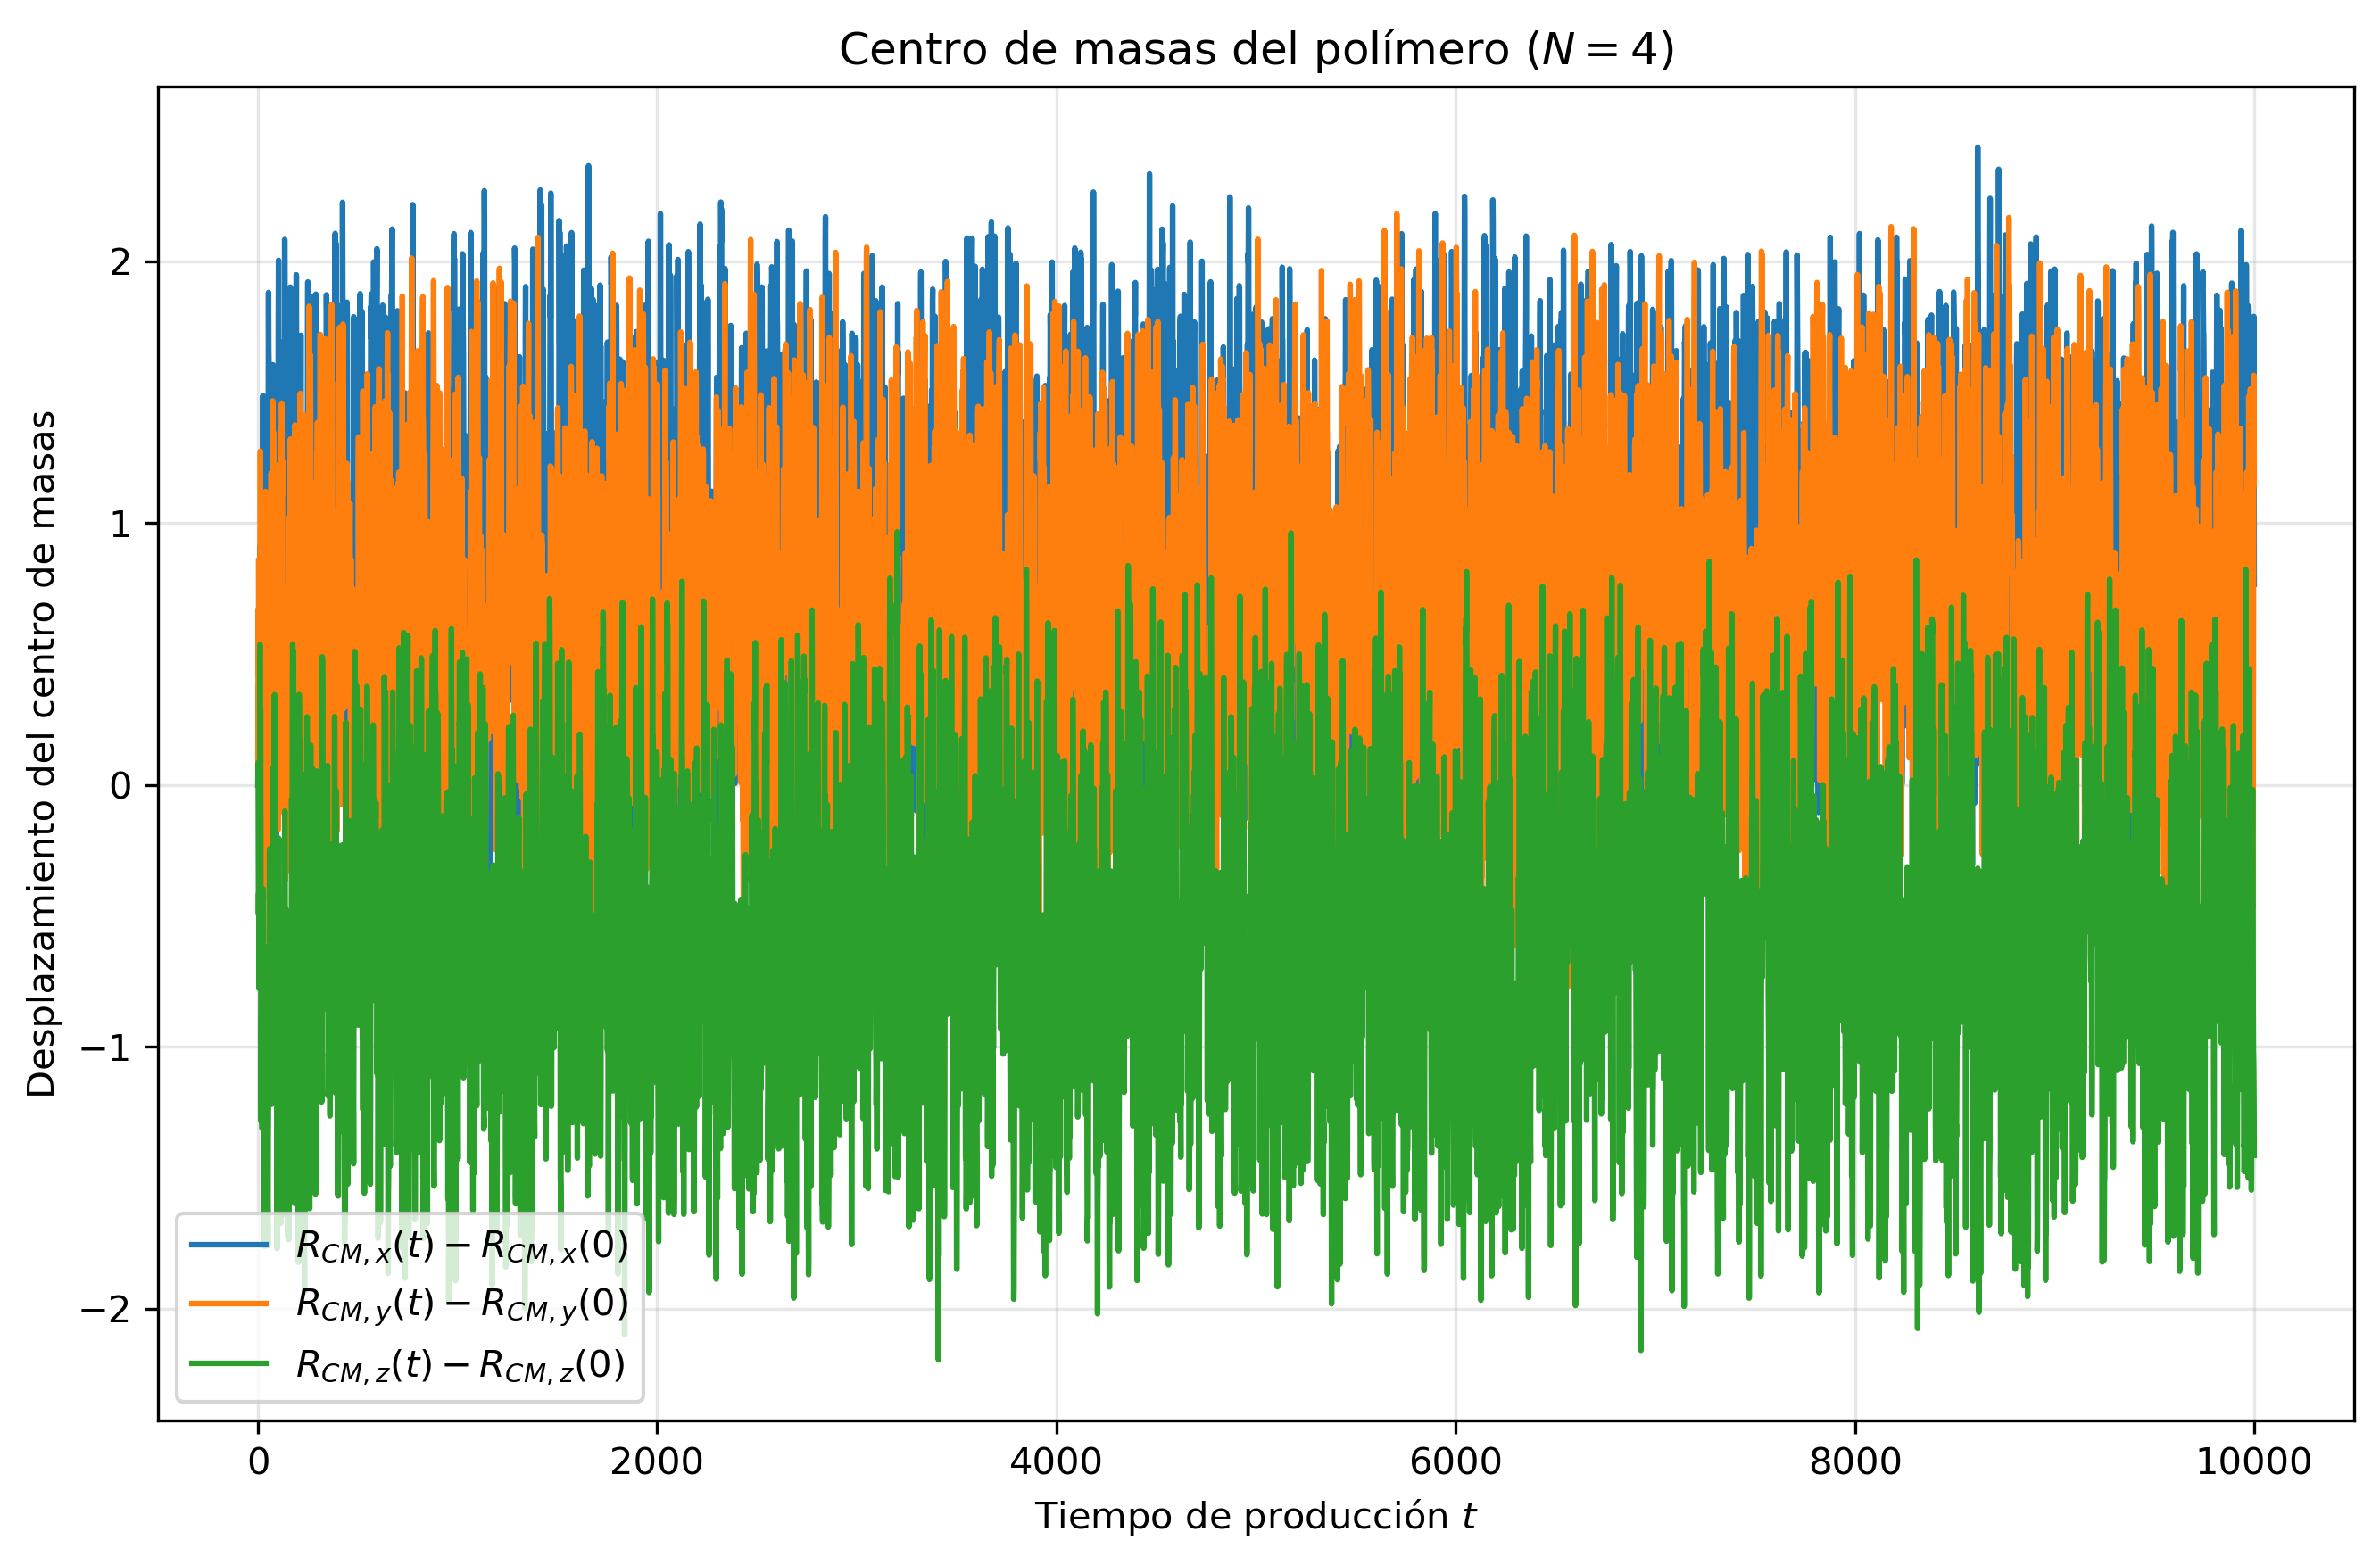 Centro de masas del polímero (N = 4)
Desplazamiento del centro de masas
2
1
0
−1
−2
R_{CM,x}(t) − R_{CM,x}(0)
R_{CM,y}(t) − R_{CM,y}(0)
R_{CM,z}(t) − R_{CM,z}(0)
0 2000 4000 6000 8000 10000
Tiempo de producción t